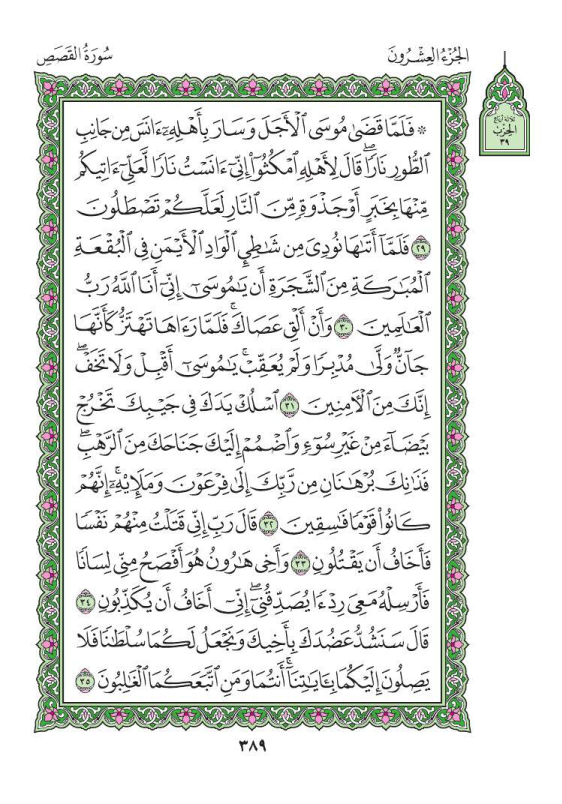 سُورَةُ القَصَصِ
الجُزْءُ العِشْرُونَ
ثلاثة أرباع
الحِزْب
٣٩
۞ فَلَمَّا قَضَىٰ مُوسَى ٱلْأَجَلَ وَسَارَ بِأَهْلِهِۦٓ ءَانَسَ مِن جَانِبِ
ٱلطُّورِ نَارًاۖ قَالَ لِأَهْلِهِ ٱمْكُثُوٓا۟ إِنِّىٓ ءَانَسْتُ نَارًا لَّعَلِّىٓ ءَاتِيكُم
مِّنْهَا بِخَبَرٍ أَوْ جَذْوَةٍ مِّنَ ٱلنَّارِ لَعَلَّكُمْ تَصْطَلُونَ
٢٩ فَلَمَّآ أَتَىٰهَا نُودِىَ مِن شَـٰطِئِ ٱلْوَادِ ٱلْأَيْمَنِ فِى ٱلْبُقْعَةِ
ٱلْمُبَـٰرَكَةِ مِنَ ٱلشَّجَرَةِ أَن يَـٰمُوسَىٰٓ إِنِّىٓ أَنَا ٱللَّهُ رَبُّ
ٱلْعَـٰلَمِينَ ٣٠ وَأَنْ أَلْقِ عَصَاكَۚ فَلَمَّا رَءَاهَا تَهْتَزُّ كَأَنَّهَا
جَآنٌّ وَلَّىٰ مُدْبِرًا وَلَمْ يُعَقِّبْۚ يَـٰمُوسَىٰٓ أَقْبِلْ وَلَا تَخَفْۖ
إِنَّكَ مِنَ ٱلْـَٔامِنِينَ ٣١ ٱسْلُكْ يَدَكَ فِى جَيْبِكَ تَخْرُجْ
بَيْضَآءَ مِنْ غَيْرِ سُوٓءٍ وَٱضْمُمْ إِلَيْكَ جَنَاحَكَ مِنَ ٱلرَّهْبِۖ
فَذَٰنِكَ بُرْهَـٰنَانِ مِن رَّبِّكَ إِلَىٰ فِرْعَوْنَ وَمَلَإِي۟هِۦٓۚ إِنَّهُمْ
كَانُوا۟ قَوْمًا فَـٰسِقِينَ ٣٢ قَالَ رَبِّ إِنِّى قَتَلْتُ مِنْهُمْ نَفْسًا
فَأَخَافُ أَن يَقْتُلُونِ ٣٣ وَأَخِى هَـٰرُونُ هُوَ أَفْصَحُ مِنِّى لِسَانًا
فَأَرْسِلْهُ مَعِىَ رِدْءًا يُصَدِّقُنِىٓۖ إِنِّىٓ أَخَافُ أَن يُكَذِّبُونِ ٣٤
قَالَ سَنَشُدُّ عَضُدَكَ بِأَخِيكَ وَنَجْعَلُ لَكُمَا سُلْطَـٰنًا فَلَا
يَصِلُونَ إِلَيْكُمَا بِـَٔايَـٰتِنَآۚ أَنتُمَا وَمَنِ ٱتَّبَعَكُمَا ٱلْغَـٰلِبُونَ ٣٥
٣٨٩